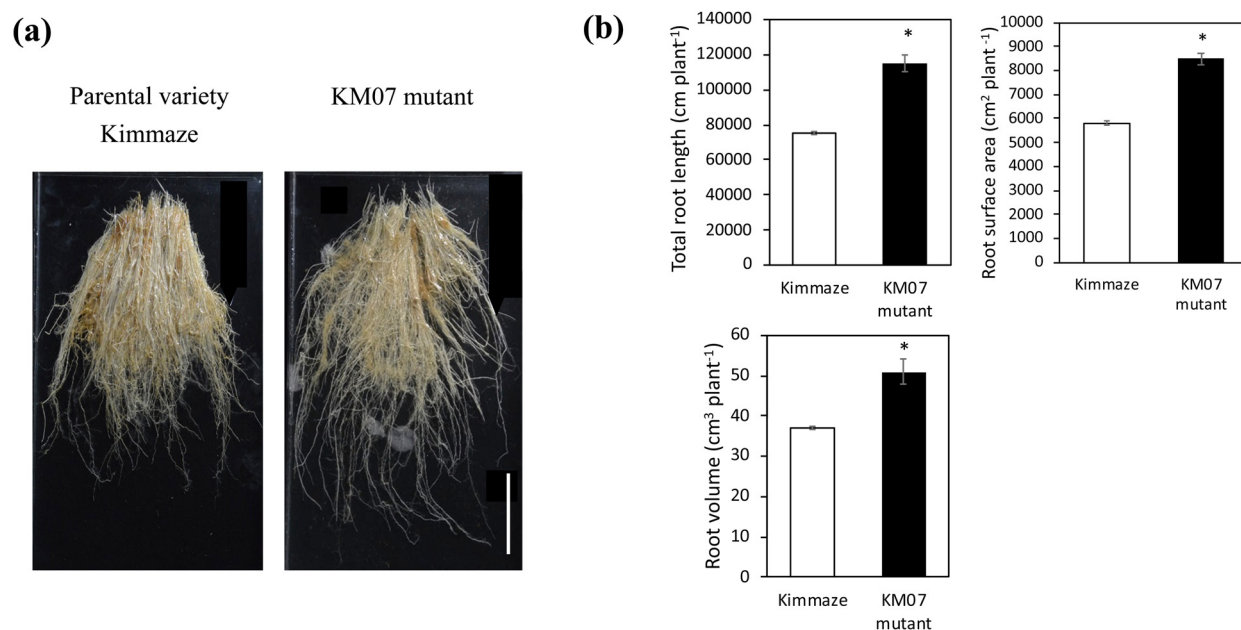 (a)
Parental variety
Kimmaze
KM07 mutant
(b)
Total root length (cm plant⁻¹)
140000
120000
100000
80000
60000
40000
20000
0
*
Kimmaze
KM07
mutant
Root surface area (cm² plant ⁻¹)
10000
9000
8000
7000
6000
5000
4000
3000
2000
1000
0
*
Kimmaze
KM07
mutant
Root volume (cm³ plant⁻¹)
60
50
40
30
20
10
0
*
Kimmaze
KM07
mutant